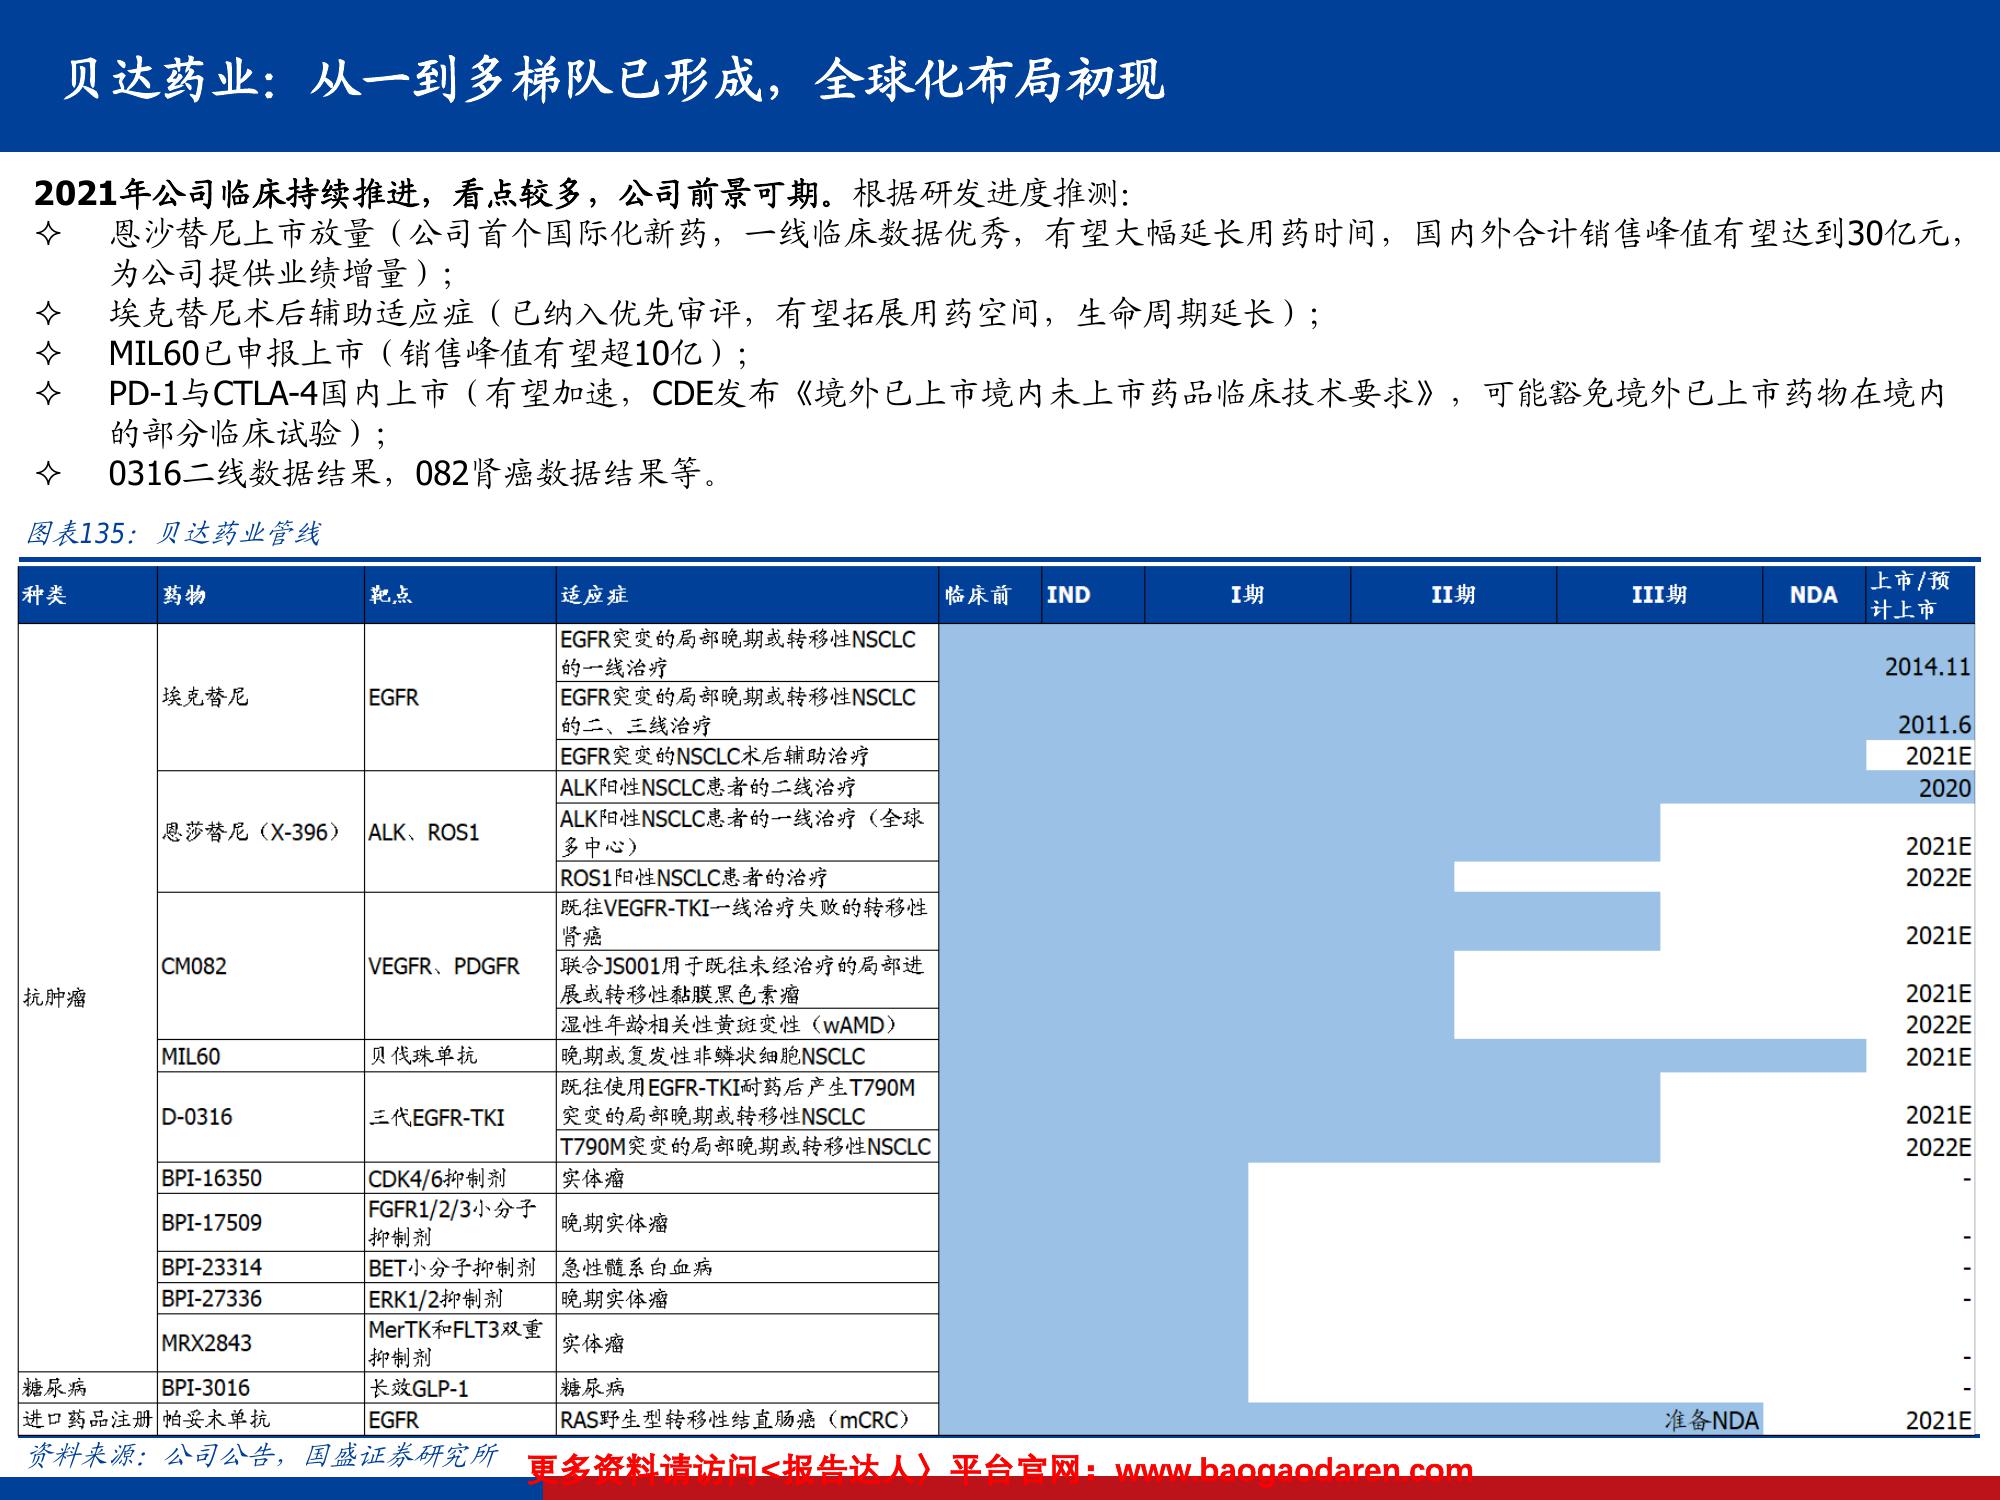 贝达药业：从一到多梯队已形成，全球化布局初现
2021年公司临床持续推进，看点较多，公司前景可期。根据研发进度推测：
✧ 恩沙替尼上市放量（公司首个国际化新药，一线临床数据优秀，有望大幅延长用药时间，国内外合计销售峰值有望达到30亿元，
为公司提供业绩增量）；
✧ 埃克替尼术后辅助适应症（已纳入优先审评，有望拓展用药空间，生命周期延长）；
✧ MIL60已申报上市（销售峰值有望超10亿）；
✧ PD-1与CTLA-4国内上市（有望加速，CDE发布《境外已上市境内未上市药品临床技术要求》，可能豁免境外已上市药物在境内
的部分临床试验）；
✧ 0316二线数据结果，082肾癌数据结果等。
图表135：贝达药业管线
种类 药物 靶点 适应症 临床前 IND I期 II期 III期 NDA 上市/预
计上市
抗肿瘤
埃克替尼 EGFR
EGFR突变的局部晚期或转移性NSCLC
的一线治疗 2014.11
EGFR突变的局部晚期或转移性NSCLC
的二、三线治疗 2011.6
EGFR突变的NSCLC术后辅助治疗 2021E
恩莎替尼（X-396） ALK、ROS1
ALK阳性NSCLC患者的二线治疗 2020
ALK阳性NSCLC患者的一线治疗（全球
多中心） 2021E
ROS1阳性NSCLC患者的治疗 2022E
CM082 VEGFR、PDGFR
既往VEGFR-TKI一线治疗失败的转移性
肾癌 2021E
联合JS001用于既往未经治疗的局部进
展或转移性黏膜黑色素瘤 2021E
湿性年龄相关性黄斑变性（wAMD） 2022E
MIL60 贝伐珠单抗 晚期或复发性非鳞状细胞NSCLC 2021E
D-0316 三代EGFR-TKI
既往使用EGFR-TKI耐药后产生T790M
突变的局部晚期或转移性NSCLC 2021E
T790M突变的局部晚期或转移性NSCLC 2022E
BPI-16350 CDK4/6抑制剂 实体瘤 -
BPI-17509 FGFR1/2/3小分子
抑制剂 晚期实体瘤 -
BPI-23314 BET小分子抑制剂 急性髓系白血病 -
BPI-27336 ERK1/2抑制剂 晚期实体瘤 -
MRX2843 MerTK和FLT3双重
抑制剂 实体瘤 -
糖尿病 BPI-3016 长效GLP-1 糖尿病 -
进口药品注册 帕妥木单抗 EGFR RAS野生型转移性结直肠癌（mCRC） 准备NDA 2021E
资料来源：公司公告，国盛证券研究所
更多资料请访问<报告达人〉平台官网：www.baogaodaren.com